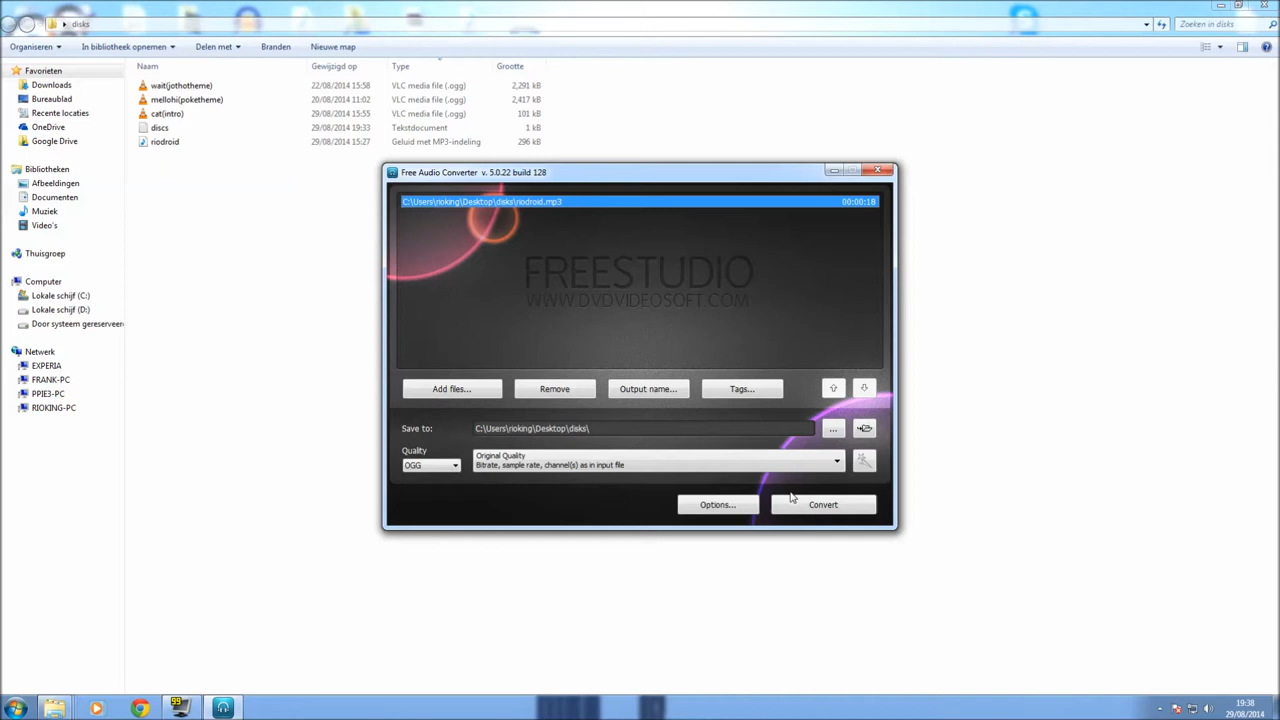 disks
Zoeken in disks
Organiseren
In bibliotheek opnemen
Delen met
Branden
Nieuwe map
Favorieten
Downloads
Bureaublad
Recente locaties
OneDrive
Google Drive
Bibliotheken
Afbeeldingen
Documenten
Muziek
Video's
Thuisgroep
Computer
Lokale schijf (C:)
Lokale schijf (D:)
Door systeem gereserveer
Netwerk
EXPERIA
FRANK-PC
PPIE3-PC
RIOKING-PC
Naam Gewijzigd op Type Grootte
wait(jothotheme) 22/08/2014 15:58 VLC media file (.ogg) 2,291 kB
mellohi(poketheme) 20/08/2014 11:02 VLC media file (.ogg) 2,417 kB
cat(intro) 29/08/2014 15:55 VLC media file (.ogg) 101 kB
discs 29/08/2014 19:33 Tekstdocument 1 kB
riodroid 29/08/2014 15:27 Geluid met MP3-indeling 296 kB
Free Audio Converter v. 5.0.22 build 128
C:\Users\rioking\Desktop\disks\riodroid.mp3 00:00:18
FREESTUDIO
WWW.DVDVIDEOSOFT.COM
Add files...
Remove
Output name...
Tags...
Save to: C:\Users\rioking\Desktop\disks\ ...
Quality
OGG
Original Quality
Bitrate, sample rate, channel(s) as in input file
Options...
Convert
99
19:38
29/08/2014